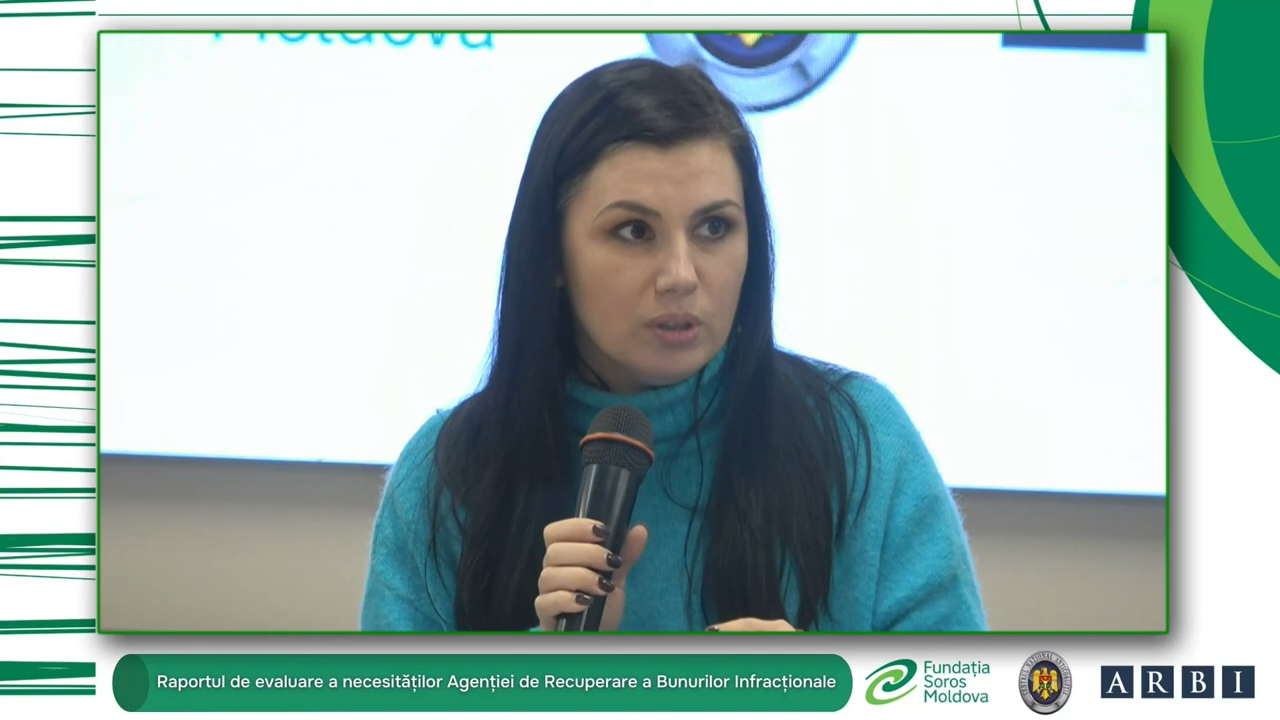 Moldova
Raportul de evaluare a necesităților Agenției de Recuperare a Bunurilor Infracționale
Fundația
Soros
Moldova
ARBI